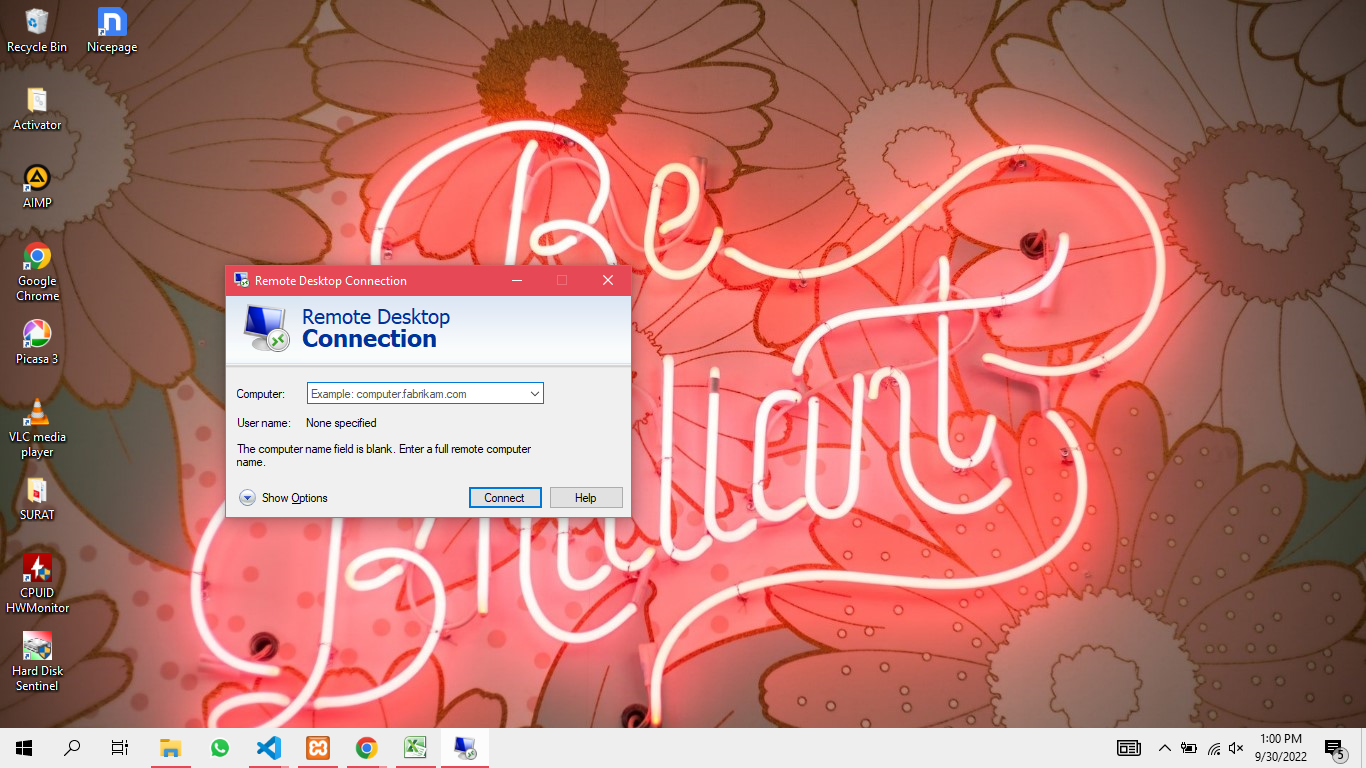 Recycle Bin
Nicepage
Activator
AIMP
Google
Chrome
Picasa 3
VLC media
player
SURAT
CPUID
HWMonitor
Hard Disk
Sentinel
Be
Brilliant
Remote Desktop Connection
Remote Desktop
Connection
Computer:
Example: computer.fabrikam.com
User name:
None specified
The computer name field is blank. Enter a full remote computer
name.
Show Options
Connect
Help
1:00 PM
9/30/2022
5